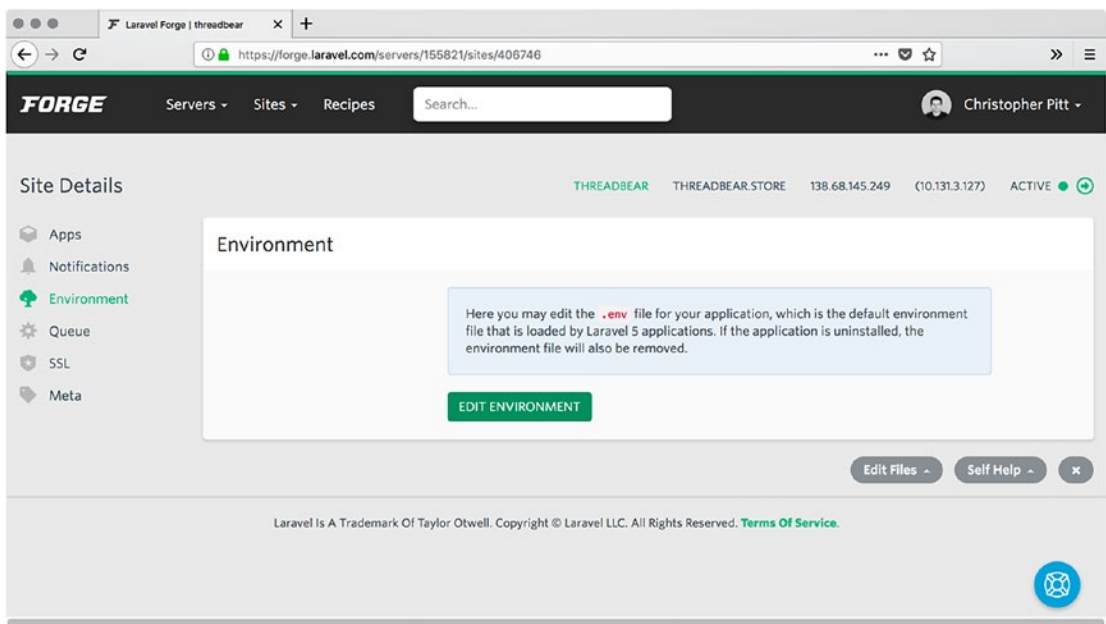 Laravel Forge | threadbear
https://forge.laravel.com/servers/155821/sites/406746
FORGE Servers Sites Recipes Search... Christopher Pitt
Site Details
THREADBEAR THREADBEAR.STORE 138.68.145.249 (10.131.3.127) ACTIVE
Apps
Notifications
Environment
Queue
SSL
Meta
Environment
Here you may edit the .env file for your application, which is the default environment
file that is loaded by Laravel 5 applications. If the application is uninstalled, the
environment file will also be removed.
EDIT ENVIRONMENT
Edit Files Self Help
Laravel Is A Trademark Of Taylor Otwell. Copyright © Laravel LLC. All Rights Reserved. Terms Of Service.